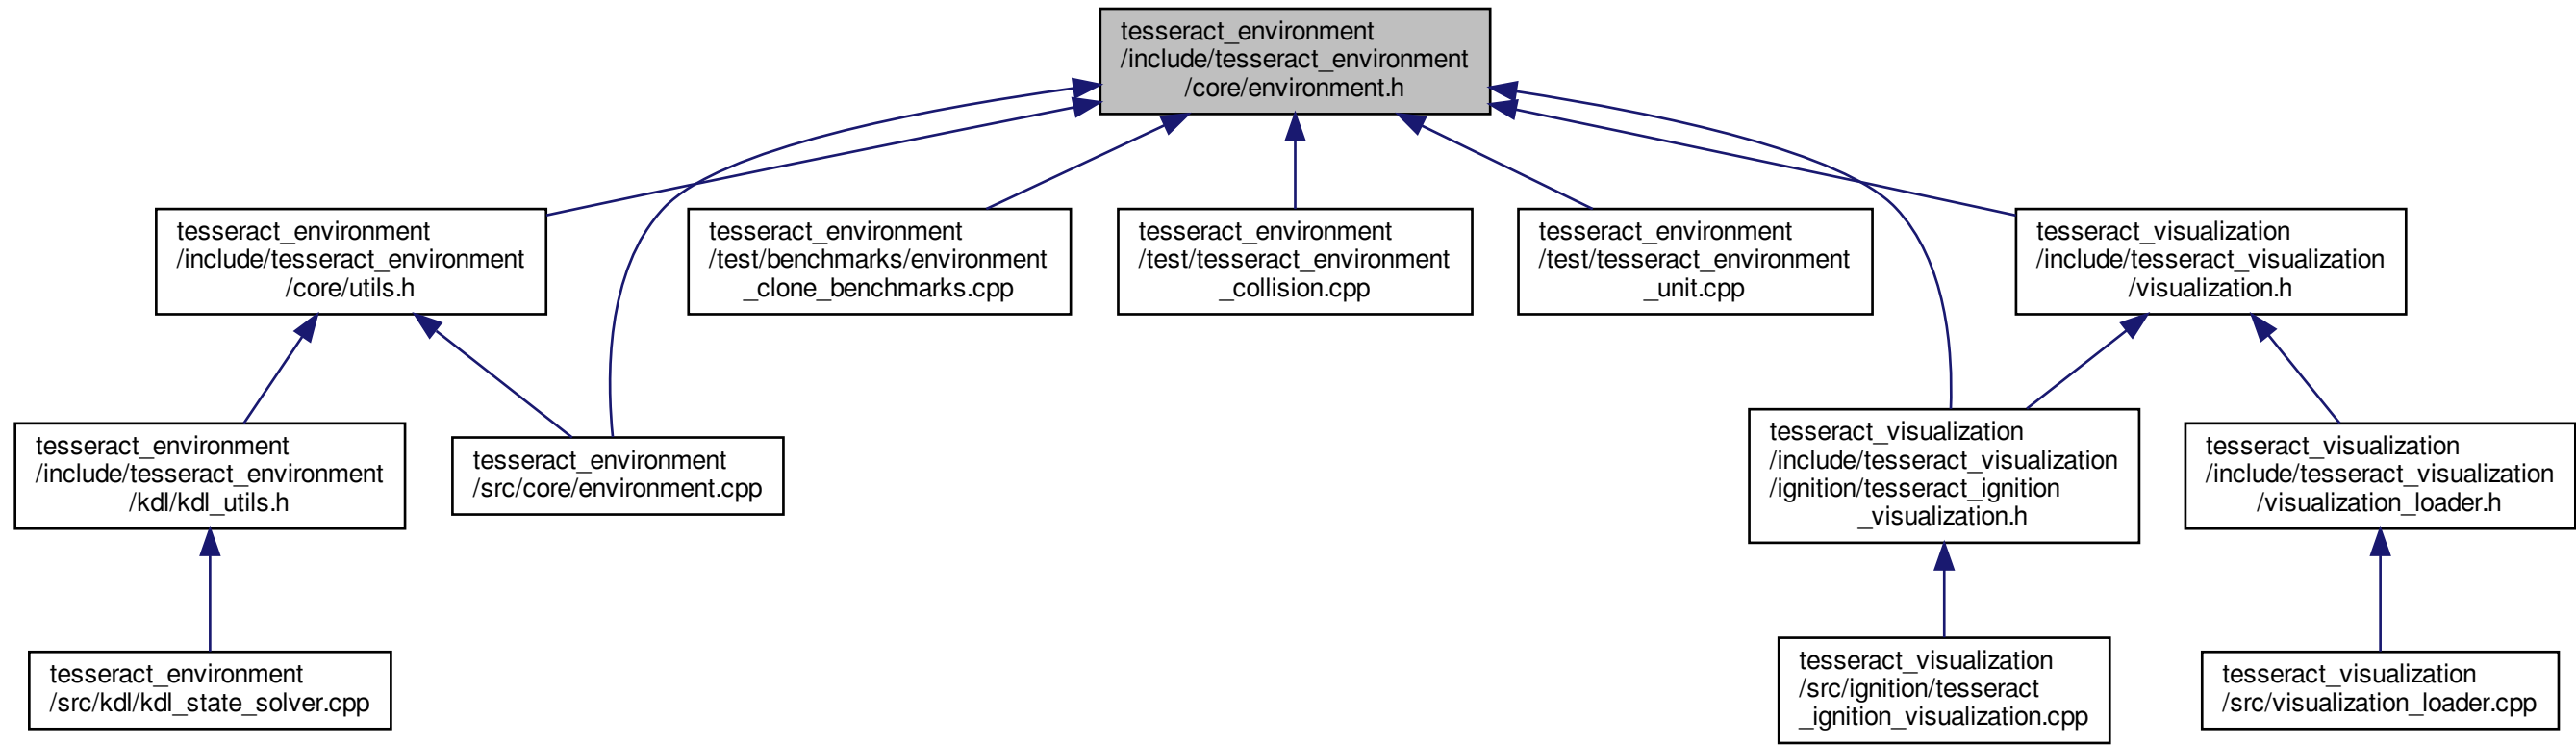 tesseract_environment
/include/tesseract_environment
/core/environment.h
tesseract_environment
/include/tesseract_environment
/core/utils.h
tesseract_environment
/test/benchmarks/environment
_clone_benchmarks.cpp
tesseract_environment
/test/tesseract_environment
_collision.cpp
tesseract_environment
/test/tesseract_environment
_unit.cpp
tesseract_visualization
/include/tesseract_visualization
/visualization.h
tesseract_environment
/include/tesseract_environment
/kdl/kdl_utils.h
tesseract_environment
/src/core/environment.cpp
tesseract_visualization
/include/tesseract_visualization
/ignition/tesseract_ignition
_visualization.h
tesseract_visualization
/include/tesseract_visualization
/visualization_loader.h
tesseract_environment
/src/kdl/kdl_state_solver.cpp
tesseract_visualization
/src/ignition/tesseract
_ignition_visualization.cpp
tesseract_visualization
/src/visualization_loader.cpp